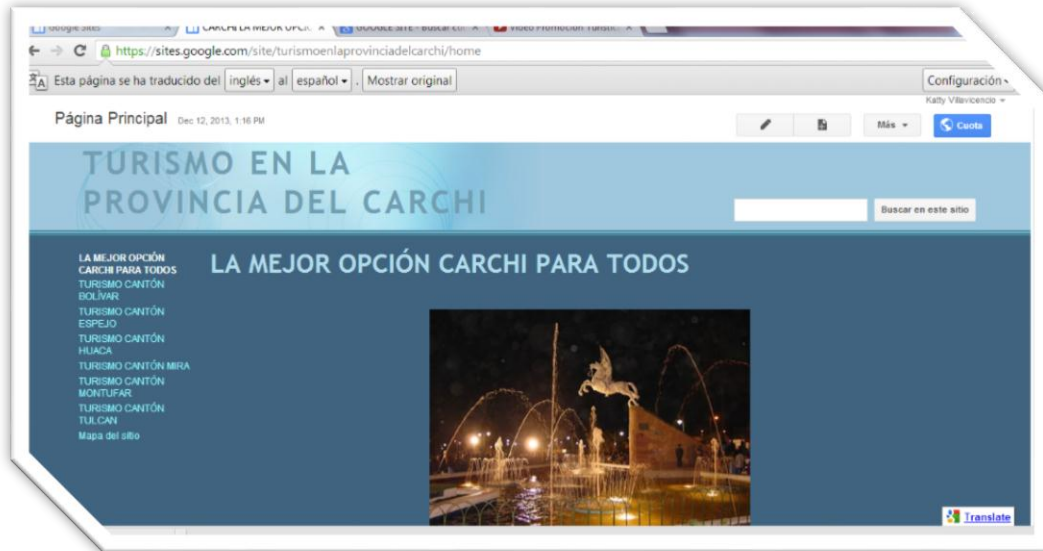 Google Sites
https://sites.google.com/site/turismoenlaprovinciadelcarchi/home
Esta página se ha traducido del inglés al español . Mostrar original
Configuración
Katty Villavicencio
Página Principal Dec 12, 2013, 1:16 PM
Más
Cuota
TURISMO EN LA
PROVINCIA DEL CARCHI
Buscar en este sitio
LA MEJOR OPCIÓN
CARCHI PARA TODOS
TURISMO CANTÓN
BOLÍVAR
TURISMO CANTÓN
ESPEJO
TURISMO CANTÓN
HUACA
TURISMO CANTÓN MIRA
TURISMO CANTÓN
MONTUFAR
TURISMO CANTÓN
TULCAN
Mapa del sitio
LA MEJOR OPCIÓN CARCHI PARA TODOS
Translate